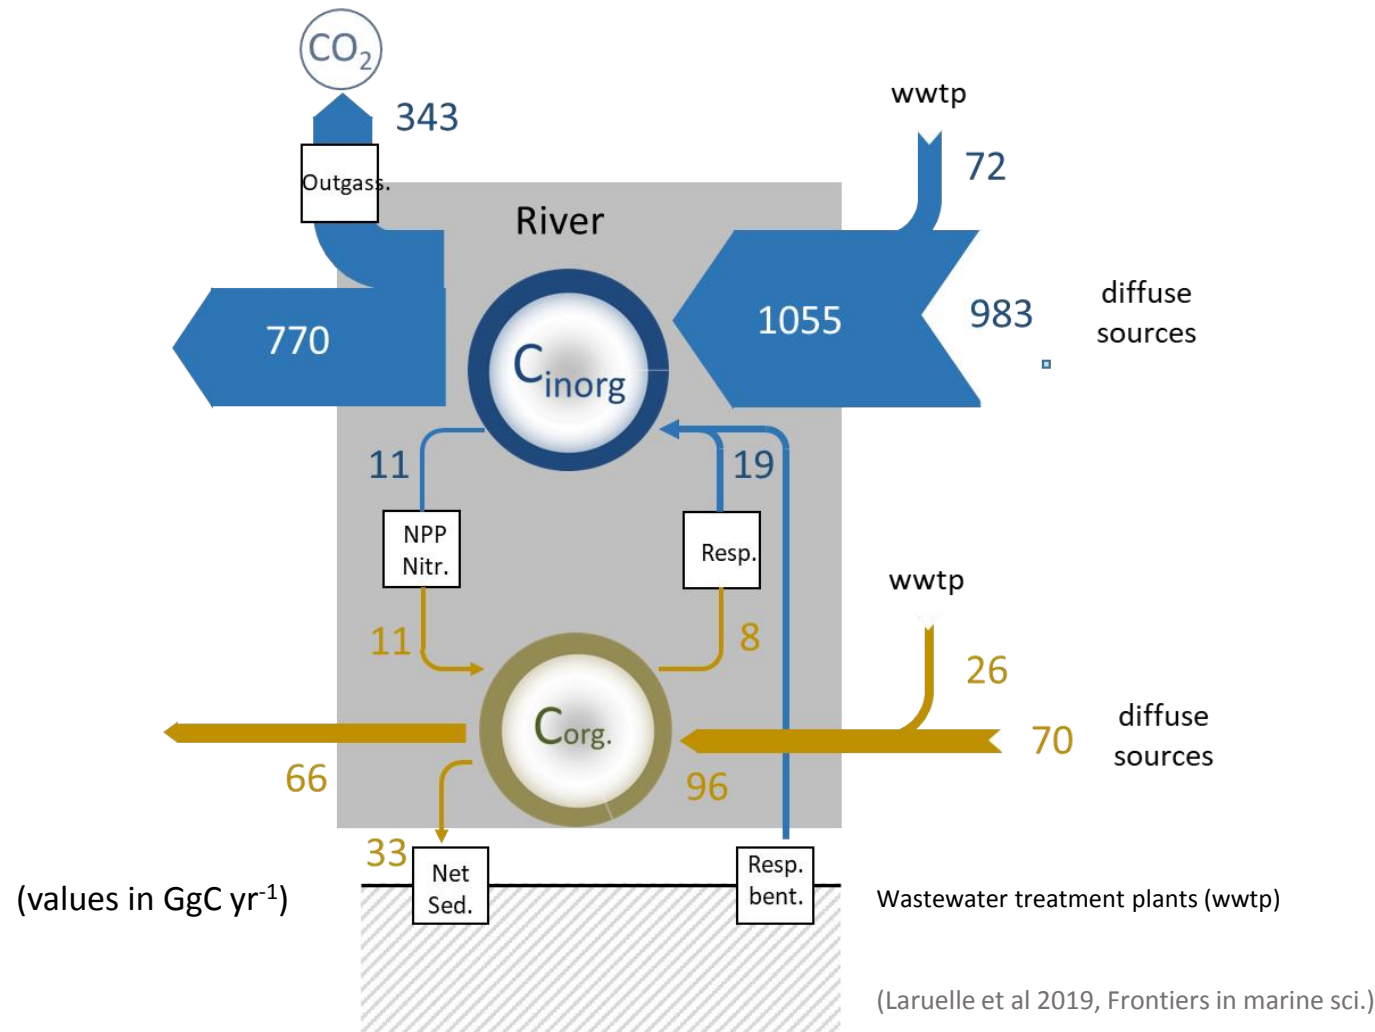 CO2
343
wwtp
72
Outgass.
River
1055
983
diffuse
sources
770
Cinorg
11
19
NPP
Nitr.
Resp.
wwtp
11
8
26
Corg.
70
diffuse
sources
66
96
33
Net
Sed.
Resp.
bent.
(values in GgC yr-1)
Wastewater treatment plants (wwtp)
(Laruelle et al 2019, Frontiers in marine sci.)